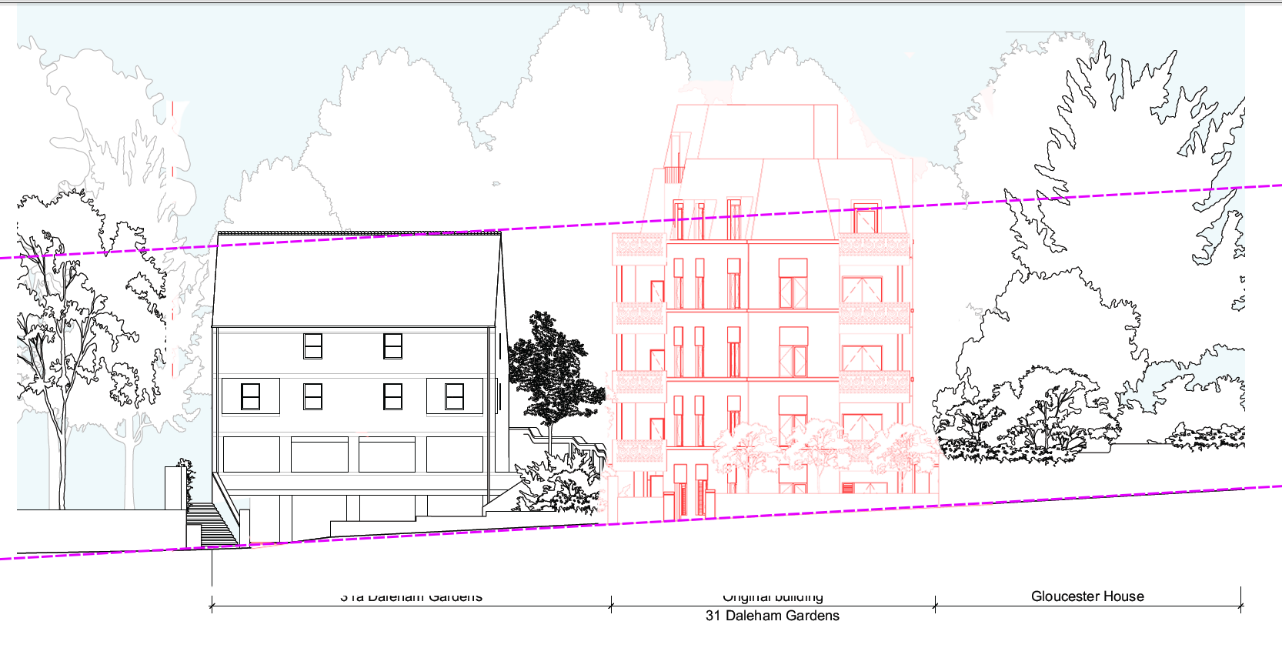 31a Daleham Gardens
Original building
31 Daleham Gardens
Gloucester House